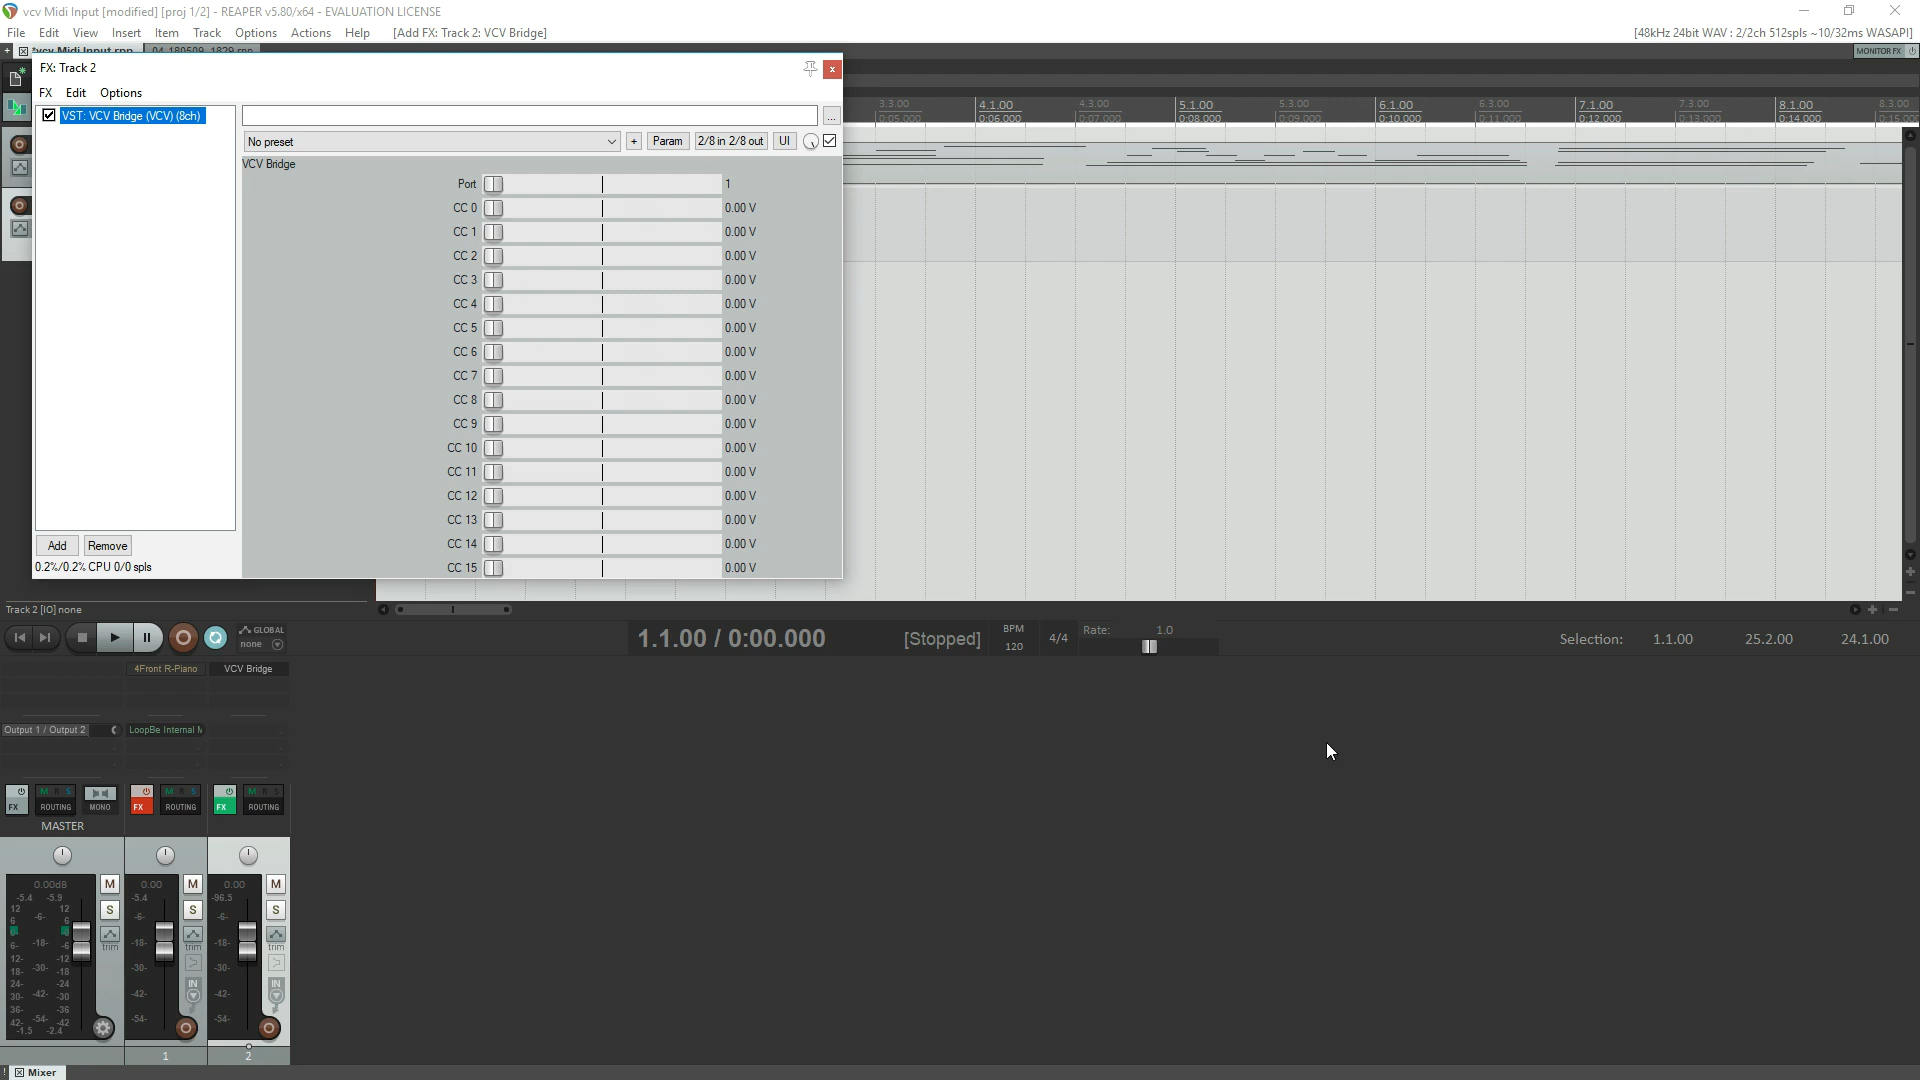 vcv Midi Input [modified] [proj 1/2] - REAPER v5.80/x64 - EVALUATION LICENSE
File Edit View Insert Item Track Options Actions Help [Add FX: Track 2: VCV Bridge] [48kHz 24bit WAV : 2/2ch 512spls ~10/32ms WASAPI]
*vcv Midi Input.rpp 04-180509_1829.rpp MONITOR FX
FX: Track 2
FX Edit Options
VST: VCV Bridge (VCV) (8ch) ...
3.3.00 4.1.00 4.3.00 5.1.00 5.3.00 6.1.00 6.3.00 7.1.00 7.3.00 8.1.00 8.3.00
0:05.000 0:06.000 0:07.000 0:08.000 0:09.000 0:10.000 0:11.000 0:12.000 0:13.000 0:14.000 0:15.000
No preset + Param 2/8 in 2/8 out UI
VCV Bridge
Port 1
CC 0 0.00 V
CC 1 0.00 V
CC 2 0.00 V
CC 3 0.00 V
CC 4 0.00 V
CC 5 0.00 V
CC 6 0.00 V
CC 7 0.00 V
CC 8 0.00 V
CC 9 0.00 V
CC 10 0.00 V
CC 11 0.00 V
CC 12 0.00 V
CC 13 0.00 V
CC 14 0.00 V
CC 15 0.00 V
Add Remove
0.2%/0.2% CPU 0/0 spls
Track 2 [IO] none
GLOBAL
none
1.1.00 / 0:00.000 [Stopped] BPM 120 4/4 Rate: 1.0 Selection: 1.1.00 25.2.00 24.1.00
4Front R-Piano VCV Bridge
Output 1 / Output 2 LoopBe Internal M
FX M R S ROUTING MONO FX M R S ROUTING FX M R S ROUTING
MASTER
0.00dB M 0.00 M 0.00 M
-5.4 -5.9 -5.4 -96.5
12 12
6 -6- 6 S -6- S -6- S
6- -18- -6 trim -18- trim -18- trim
12- -12
18- -30- -18 -30- -30-
24- -24 IN IN
30- -42- -30 -42- -42-
36- -36
42- -54- -42 -54- -54-
-1.5 -2.4
1 2
! Mixer